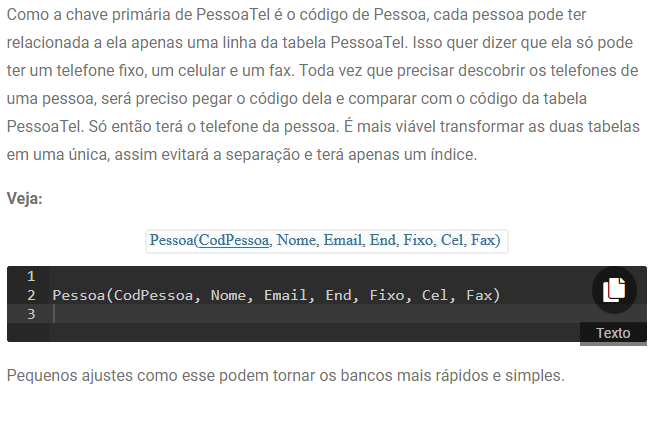 Como a chave primária de PessoaTel é o código de Pessoa, cada pessoa pode ter
relacionada a ela apenas uma linha da tabela PessoaTel. Isso quer dizer que ela só pode
ter um telefone fixo, um celular e um fax. Toda vez que precisar descobrir os telefones de
uma pessoa, será preciso pegar o código dela e comparar com o código da tabela
PessoaTel. Só então terá o telefone da pessoa. É mais viável transformar as duas tabelas
em uma única, assim evitará a separação e terá apenas um índice.
Veja:
Pessoa(CodPessoa, Nome, Email, End, Fixo, Cel, Fax)
1
2 Pessoa(CodPessoa, Nome, Email, End, Fixo, Cel, Fax)
3
Texto
Pequenos ajustes como esse podem tornar os bancos mais rápidos e simples.